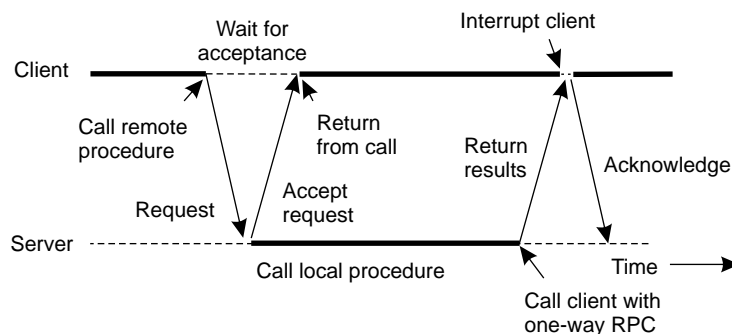 Interrupt client
Wait for
acceptance
Client
Call remote
procedure
Return
from call
Return
results
Acknowledge
Request
Accept
request
Server
Call local procedure
Time
Call client with
one-way RPC